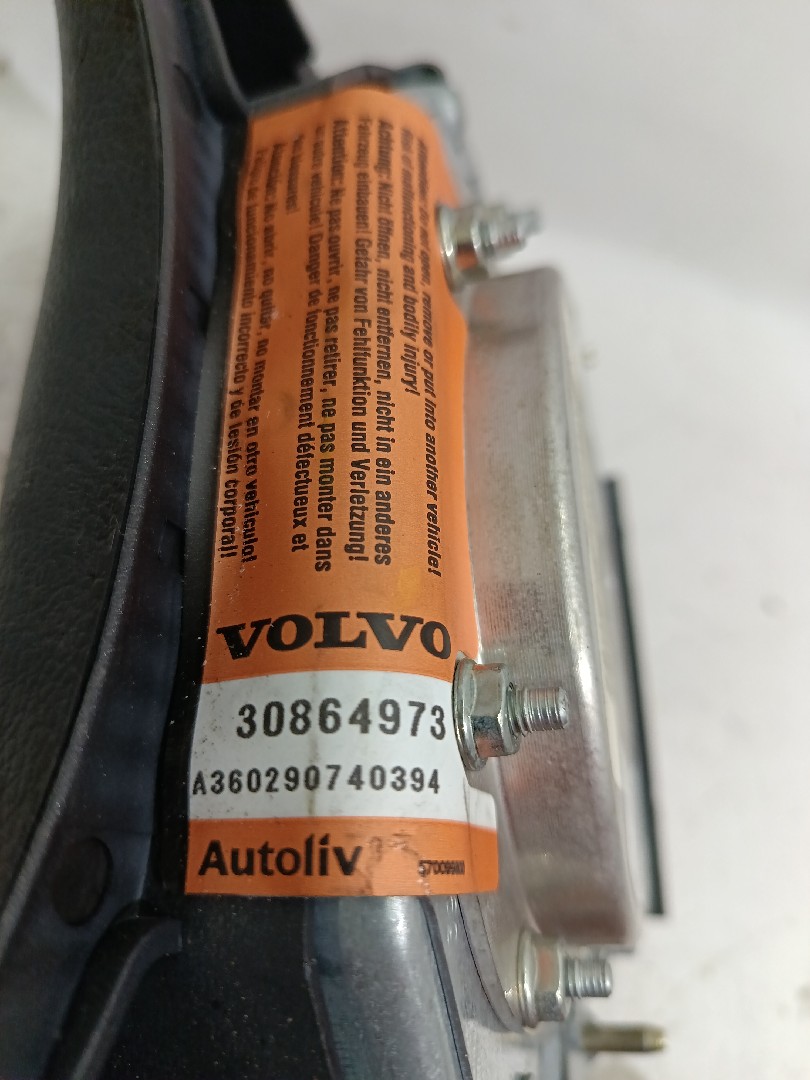 Attention: Do not open, remove or put into another vehicle!
Risk of malfunctioning and bodily injury!
Achtung: Nicht öffnen, nicht entfernen, nicht in ein anderes
Fahrzeug einbauen! Gefahr von Fehlfunktion und Verletzung!
Attention: Ne pas ouvrir, ne pas retirer, ne pas monter dans
un autre véhicule! Danger de fonctionnement défectueux et
de blessures!
Atención: No abrir, no quitar, no montar en otro vehículo!
de funcionamiento incorrecto y de lesión corporal!
VOLVO
30864973
A360290740394
Autoliv